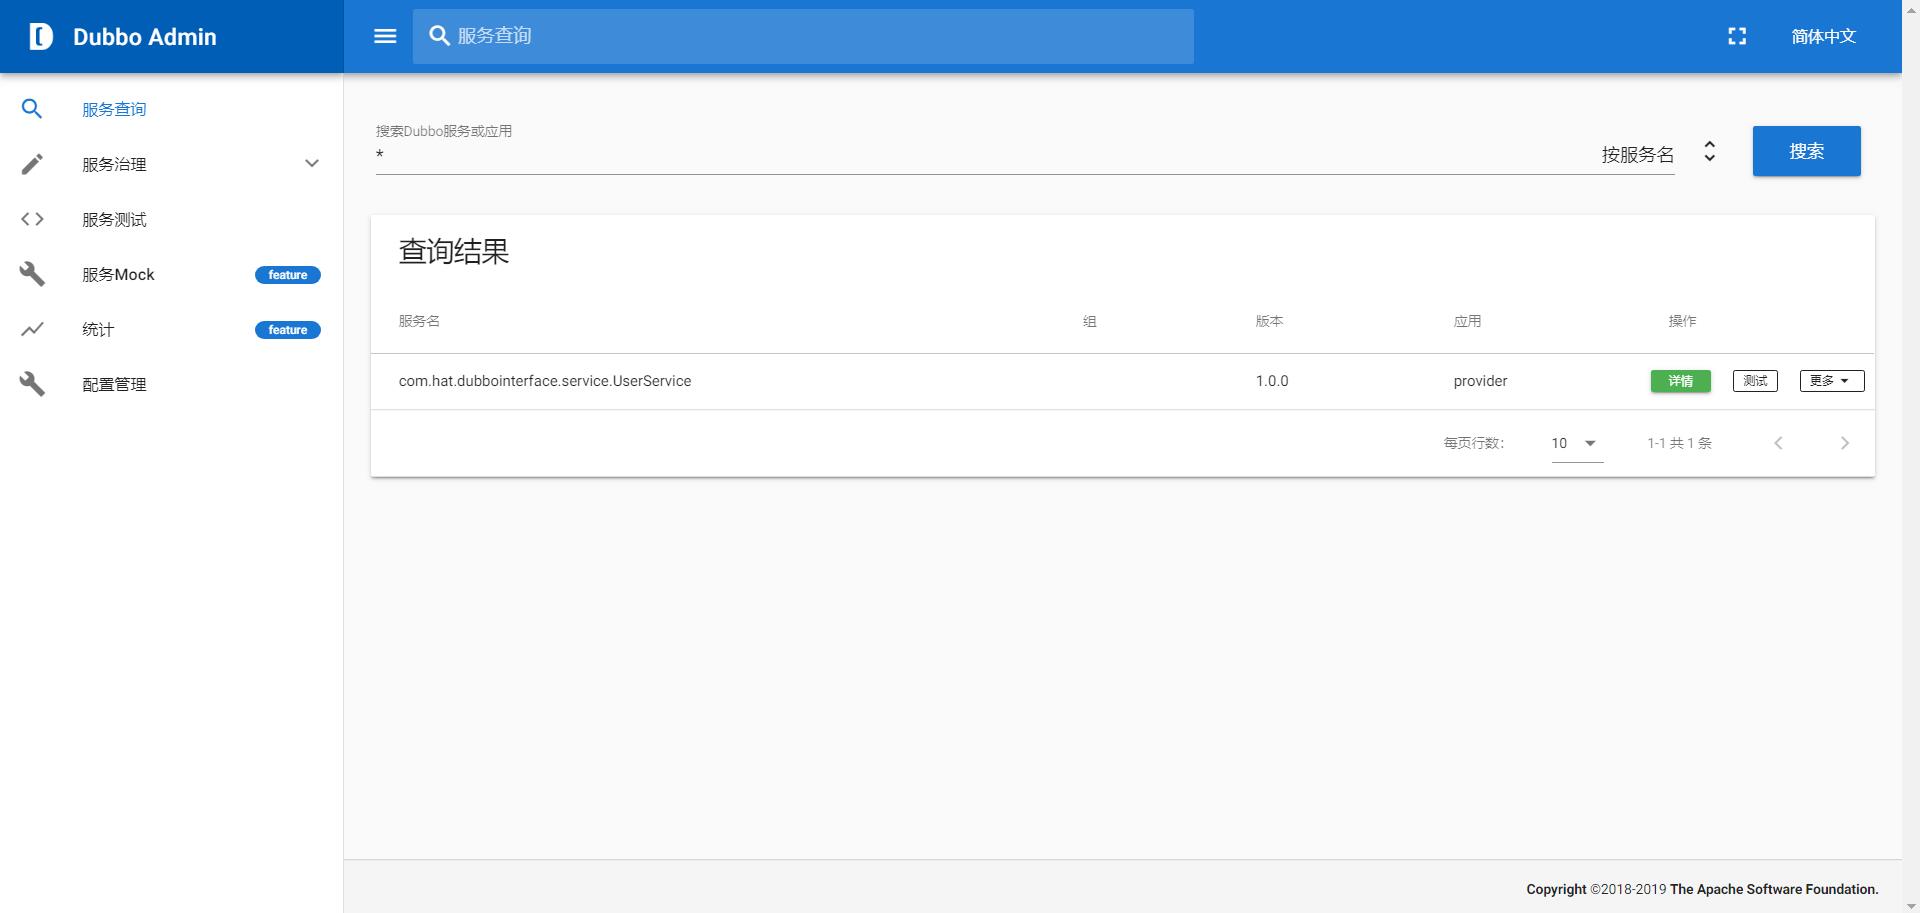 Dubbo Admin
服务查询
简体中文
服务查询
服务治理
服务测试
服务Mock feature
统计 feature
配置管理
搜索Dubbo服务或应用
* 按服务名
搜索
查询结果
服务名 组 版本 应用 操作
com.hat.dubbointerface.service.UserService 1.0.0 provider 详情 测试 更多
每页行数: 10 1-1 共 1 条
Copyright ©2018-2019 The Apache Software Foundation.